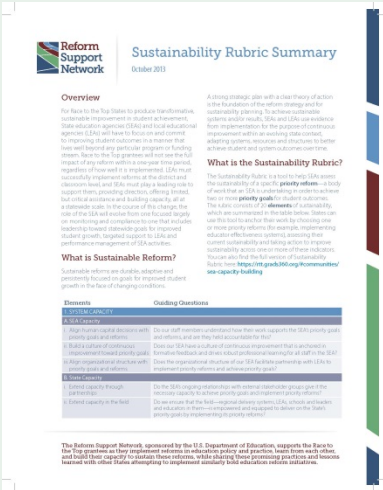 Reform
Support
Network
Sustainability Rubric Summary
October 2013
Overview
For Race to the Top States to produce transformative,
sustainable improvement in student achievement,
State education agencies (SEAs) and local educational
agencies (LEAs) will have to focus on and commit
to improving student outcomes in a manner that
lives well beyond any particular program or funding
stream. Race to the Top grantees will not see the full
impact of any reform within a one-year time period,
regardless of how well it is implemented. LEAs must
successfully implement reforms at the district and
classroom level, and SEAs must play a leading role to
support them, providing direction, offering limited,
but critical assistance and building capacity, all at
a statewide scale. In the course of this change, the
role of the SEA will evolve from one focused largely
on monitoring and compliance to one that includes
leadership toward statewide goals for improved
student growth, targeted support to LEAs and
performance management of SEA activities.
What is Sustainable Reform?
Sustainable reforms are durable, adaptive and
persistently focused on goals for improved student
growth in the face of changing conditions.
A strong strategic plan with a clear theory of action
is the foundation of the reform strategy and for
sustainability planning. To achieve sustainable
systems and/or results, SEAs and LEAs use evidence
from implementation for the purpose of continuous
improvement within an evolving state context,
adapting systems, resources and structures to better
achieve student and system outcomes over time.
What is the Sustainability Rubric?
The Sustainability Rubric is a tool to help SEAs assess
the sustainability of a specific priority reform—a body
of work that an SEA is undertaking in order to achieve
two or more priority goals for student outcomes.
This rubric consists of 20 elements of sustainability,
which are summarized in the table below. States can
use this tool to anchor their work by choosing one
or more priority reforms (for example, implementing
educator effectiveness systems), assessing their
current sustainability and taking action to improve
sustainability across one or more of these indicators.
You can also find the full version of Sustainability
Rubric, here: https://rtt.grads360.org/#communities/
sea-capacity-building
Elements Guiding Questions
I. SYSTEM CAPACITY
A. SEA Capacity
i. Align human capital decisions with Do our staff members understand how their work supports the SEA's priority goals
priority goals and reforms and reforms, and are they held accountable for this?
ii. Build a culture of continuous Does our SEA have a culture of continuous improvement that is anchored in
improvement toward priority goals formative feedback and drives robust professional learning for all staff in the SEA?
iii. Align organizational structure with Does the organizational structure of our SEA facilitate partnership with LEAs to
priority goals and reforms implement priority reforms and achieve priority goals?
B. State Capacity
i. Extend capacity through Do the SEA's ongoing relationships with external stakeholder groups give it the
partnerships necessary capacity to achieve priority goals and implement priority reforms?
ii. Extend capacity in the field Do we ensure that the field—regional delivery system, LEAs, schools and leaders
and educators in them—is empowered and equipped to deliver on the State's
priority goals by implementing its priority reforms?
The Reform Support Network, sponsored by the U.S. Department of Education, supports the Race to
the Top grantees as they implement reforms in education policy and practice, learn from each other,
and build their capacity to sustain these reforms, while sharing these promising practices and lessons
learned with other States attempting to implement similarly bold education reform initiatives.